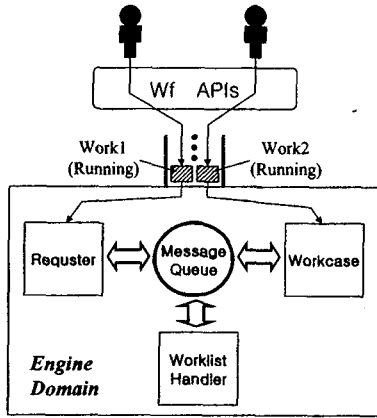 Wf APIs
Work1
(Running)
Work2
(Running)
Requster
Message
Queue
Workcase
Worklist
Handler
Engine
Domain